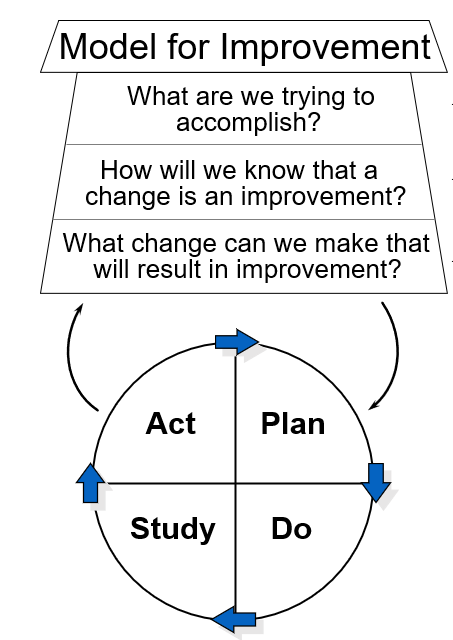 Model for Improvement
What are we trying to
accomplish?
How will we know that a
change is an improvement?
What change can we make that
will result in improvement?
Act
Plan
Study
Do